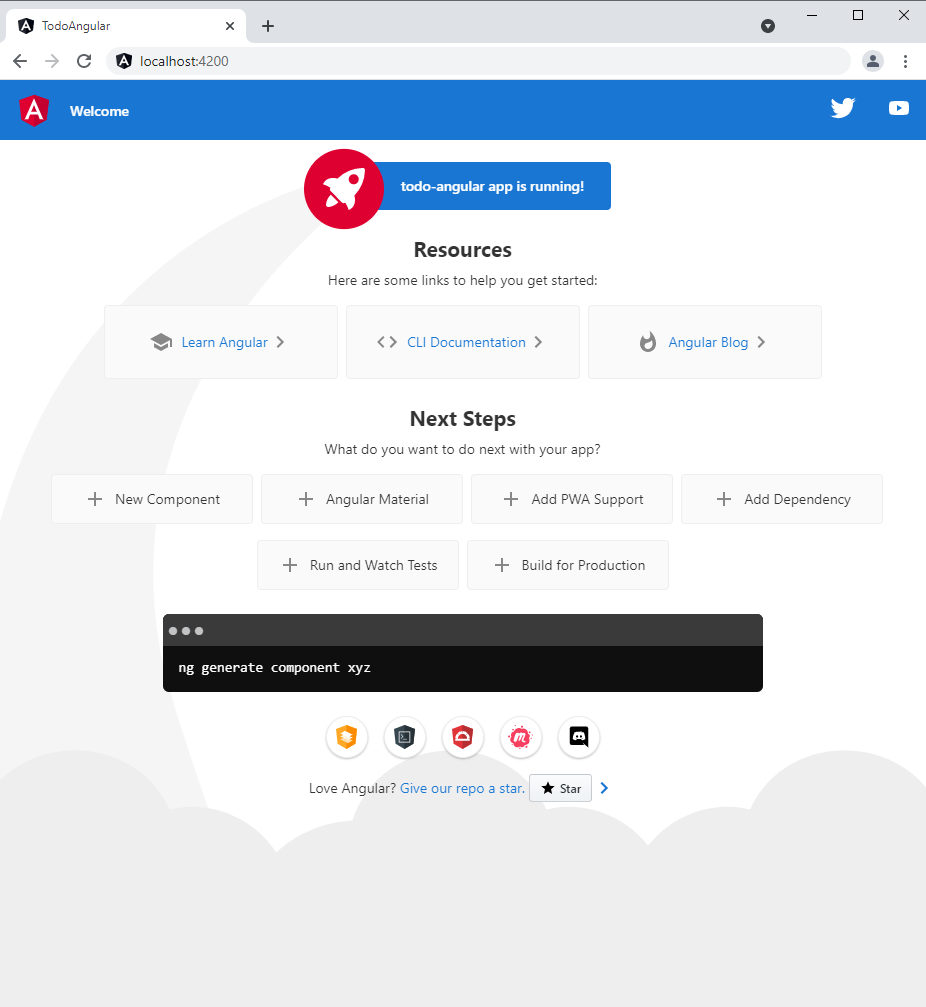 TodoAngular
localhost:4200
Welcome
todo-angular app is running!
Resources
Here are some links to help you get started:
Learn Angular
CLI Documentation
Angular Blog
Next Steps
What do you want to do next with your app?
New Component
Angular Material
Add PWA Support
Add Dependency
Run and Watch Tests
Build for Production
ng generate component xyz
Love Angular? Give our repo a star. Star